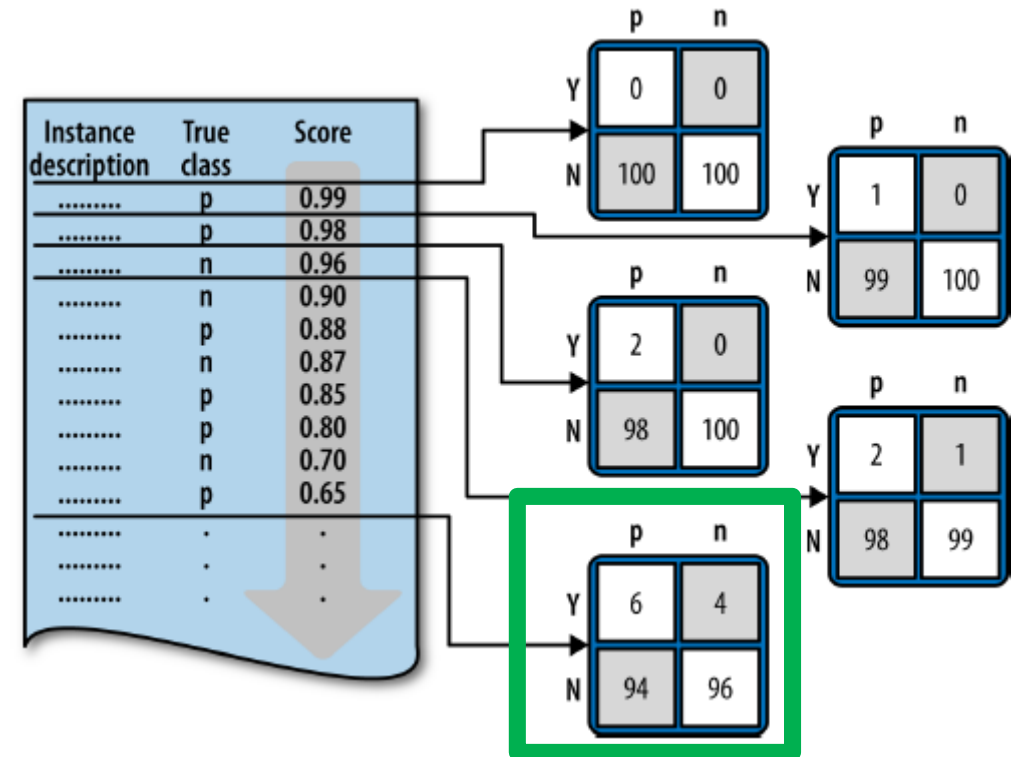 Instance description True class Score
......... p 0.99
......... p 0.98
......... n 0.96
......... n 0.90
......... p 0.88
......... n 0.87
......... p 0.85
......... p 0.80
......... n 0.70
......... p 0.65
......... . .
......... . .
......... . .
p n
Y 0 0
N 100 100
p n
Y 1 0
N 99 100
p n
Y 2 0
N 98 100
p n
Y 2 1
N 98 99
p n
Y 6 4
N 94 96